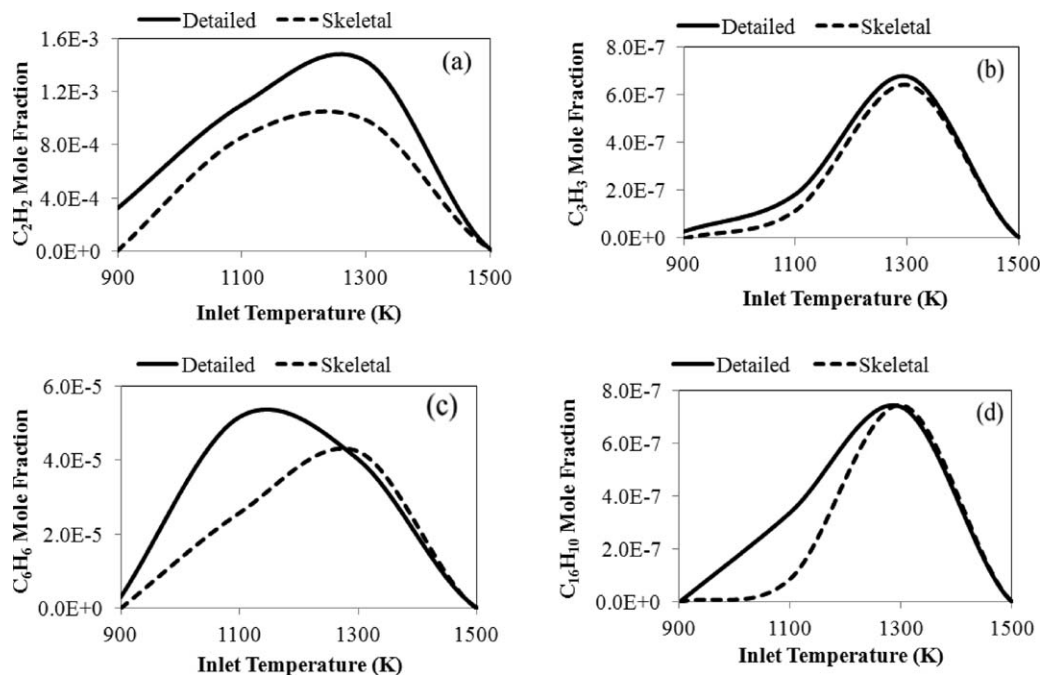 Detailed Skeletal
(a)
C₂H₂ Mole Fraction
1.6E-3
1.2E-3
8.0E-4
4.0E-4
0.0E+0
900 1100 1300 1500
Inlet Temperature (K)
Detailed Skeletal
(b)
C₃H₃ Mole Fraction
8.0E-7
6.0E-7
4.0E-7
2.0E-7
0.0E+0
900 1100 1300 1500
Inlet Temperature (K)
Detailed Skeletal
(c)
C₆H₆ Mole Fraction
6.0E-5
4.0E-5
2.0E-5
0.0E+0
900 1100 1300 1500
Inlet Temperature (K)
Detailed Skeletal
(d)
C₁₆H₁₀ Mole Fraction
8.0E-7
6.0E-7
4.0E-7
2.0E-7
0.0E+0
900 1100 1300 1500
Inlet Temperature (K)